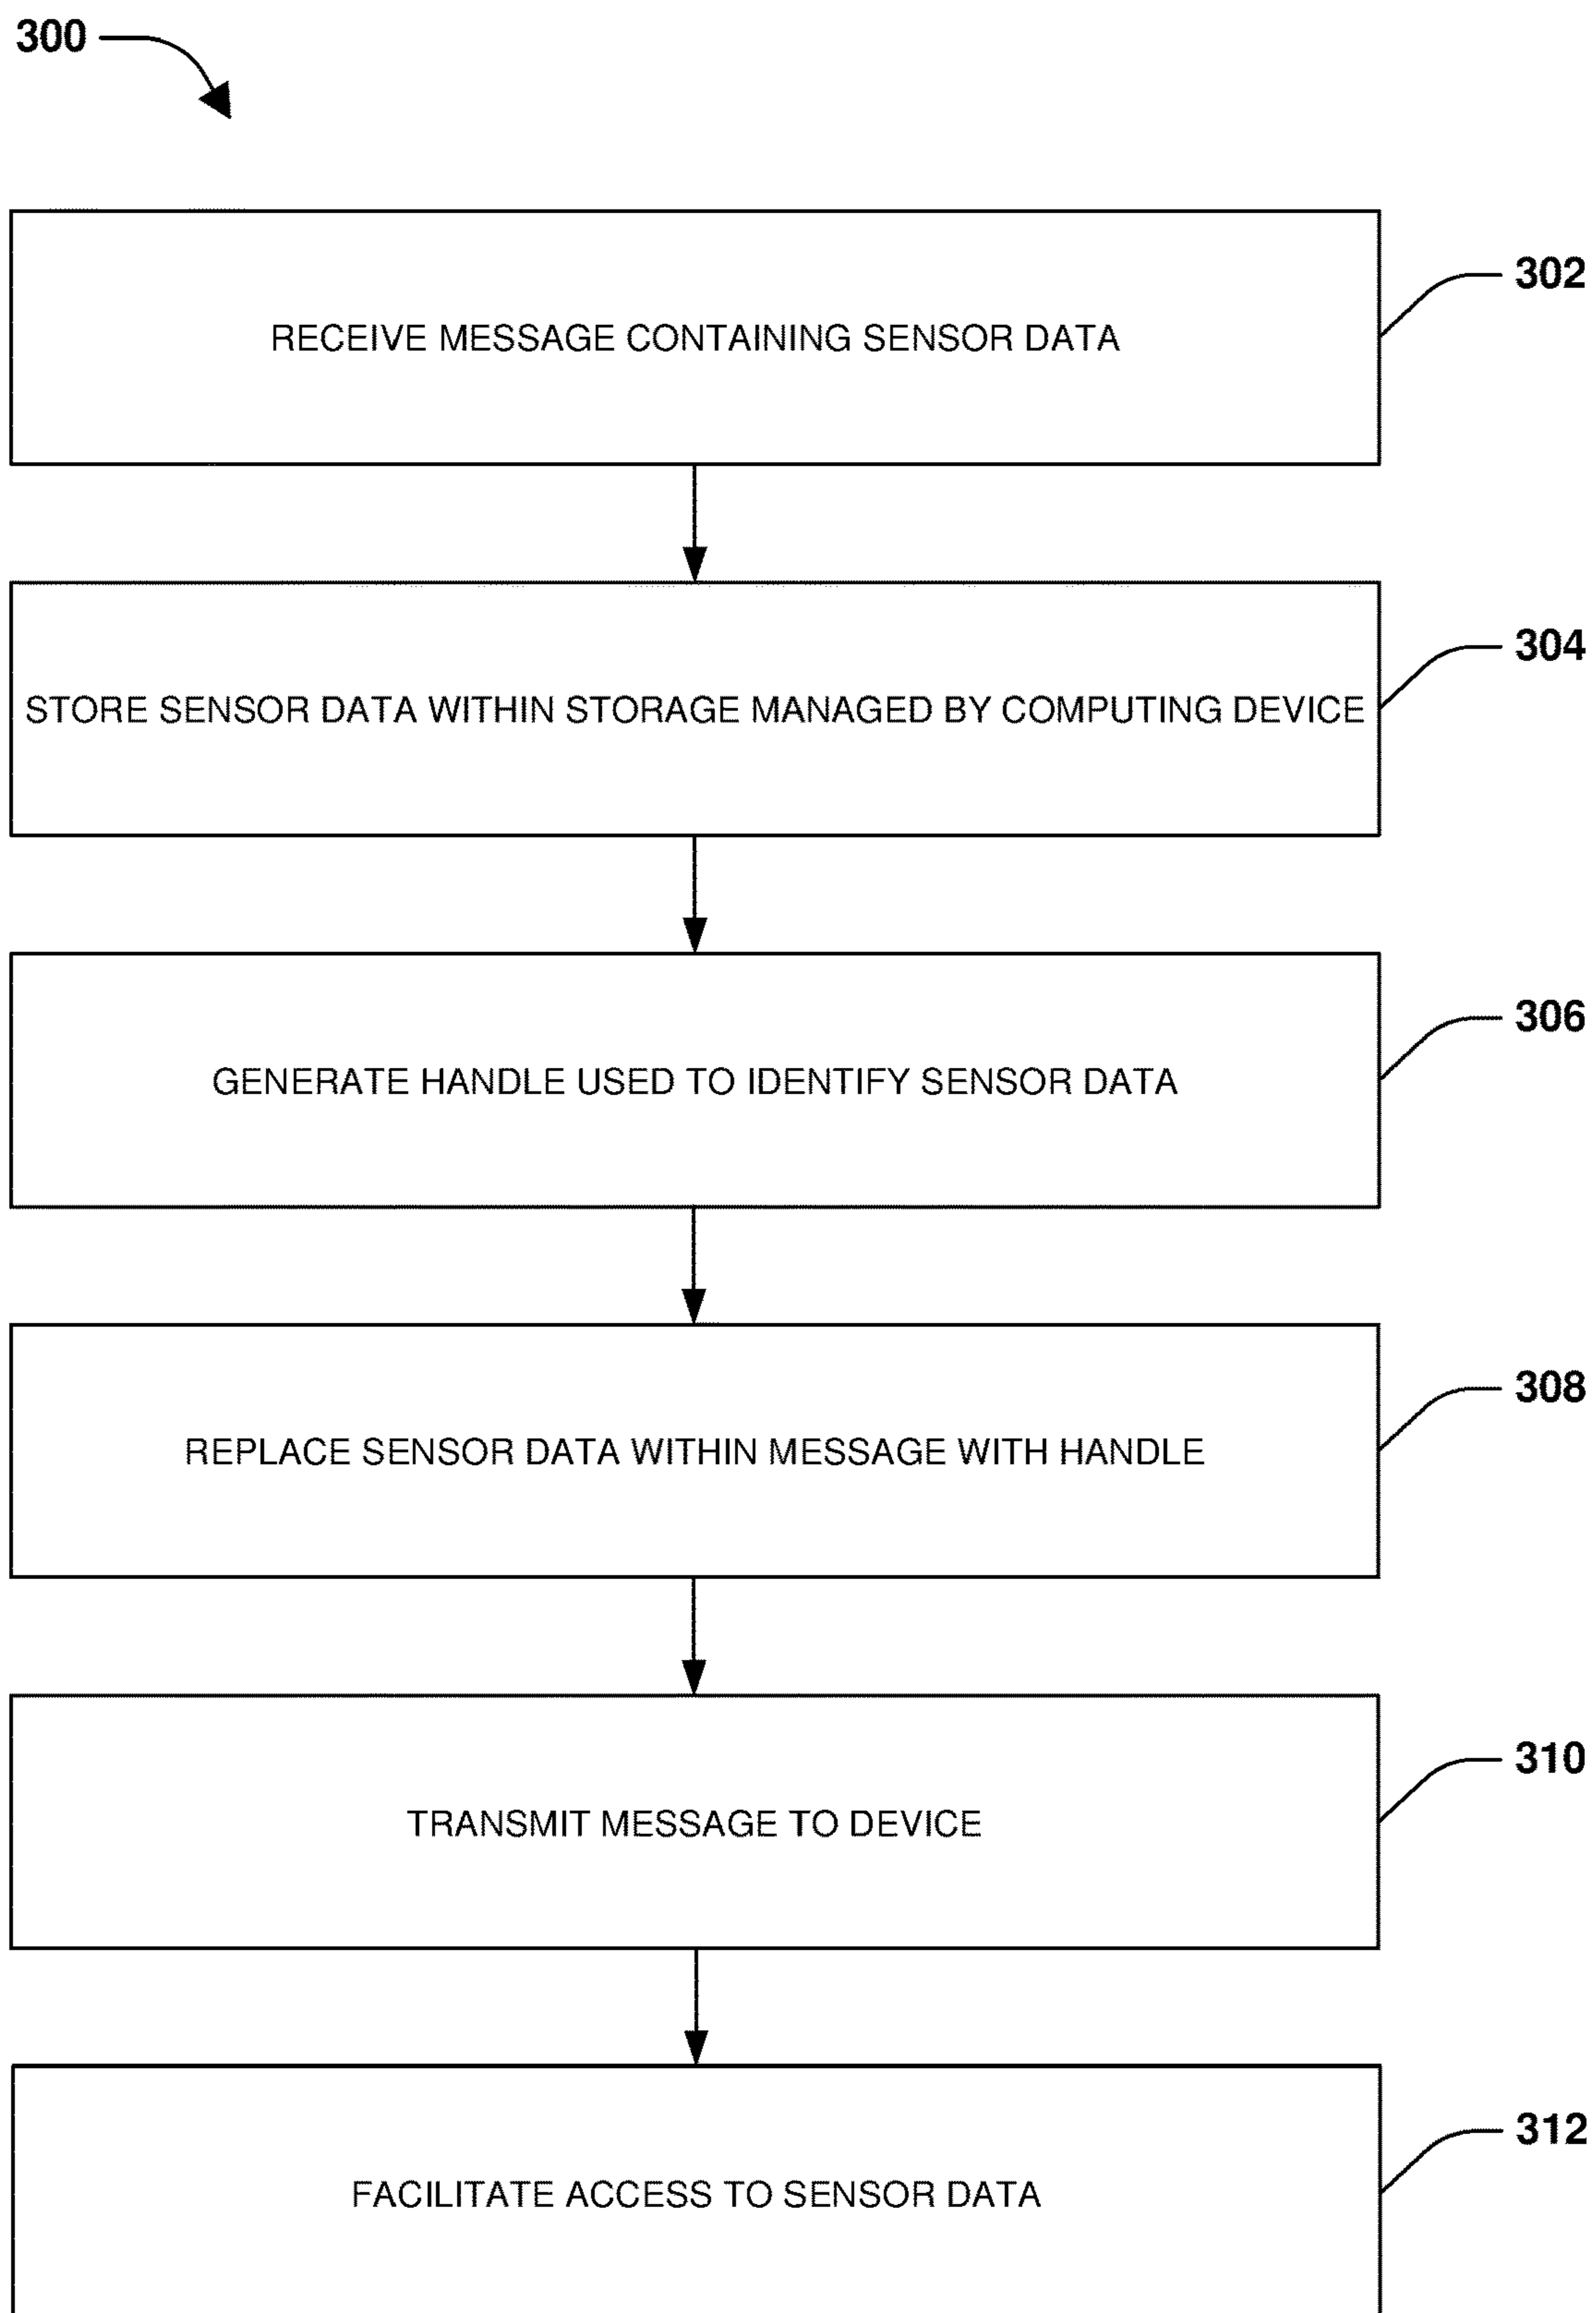 300
302
RECEIVE MESSAGE CONTAINING SENSOR DATA
304
STORE SENSOR DATA WITHIN STORAGE MANAGED BY COMPUTING DEVICE
306
GENERATE HANDLE USED TO IDENTIFY SENSOR DATA
308
REPLACE SENSOR DATA WITHIN MESSAGE WITH HANDLE
310
TRANSMIT MESSAGE TO DEVICE
312
FACILITATE ACCESS TO SENSOR DATA